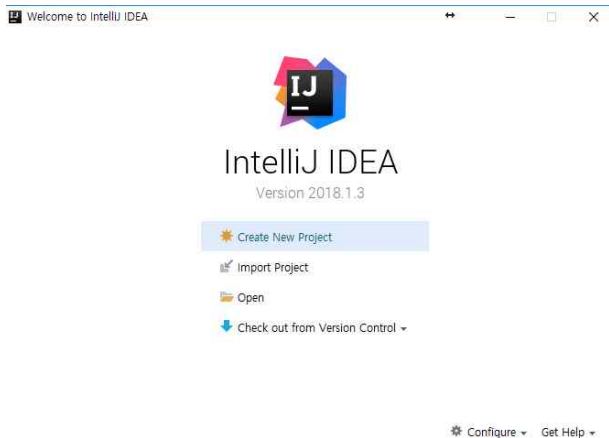 Welcome to IntelliJ IDEA
IJ
IntelliJ IDEA
Version 2018.1.3
Create New Project
Import Project
Open
Check out from Version Control
Configure Get Help